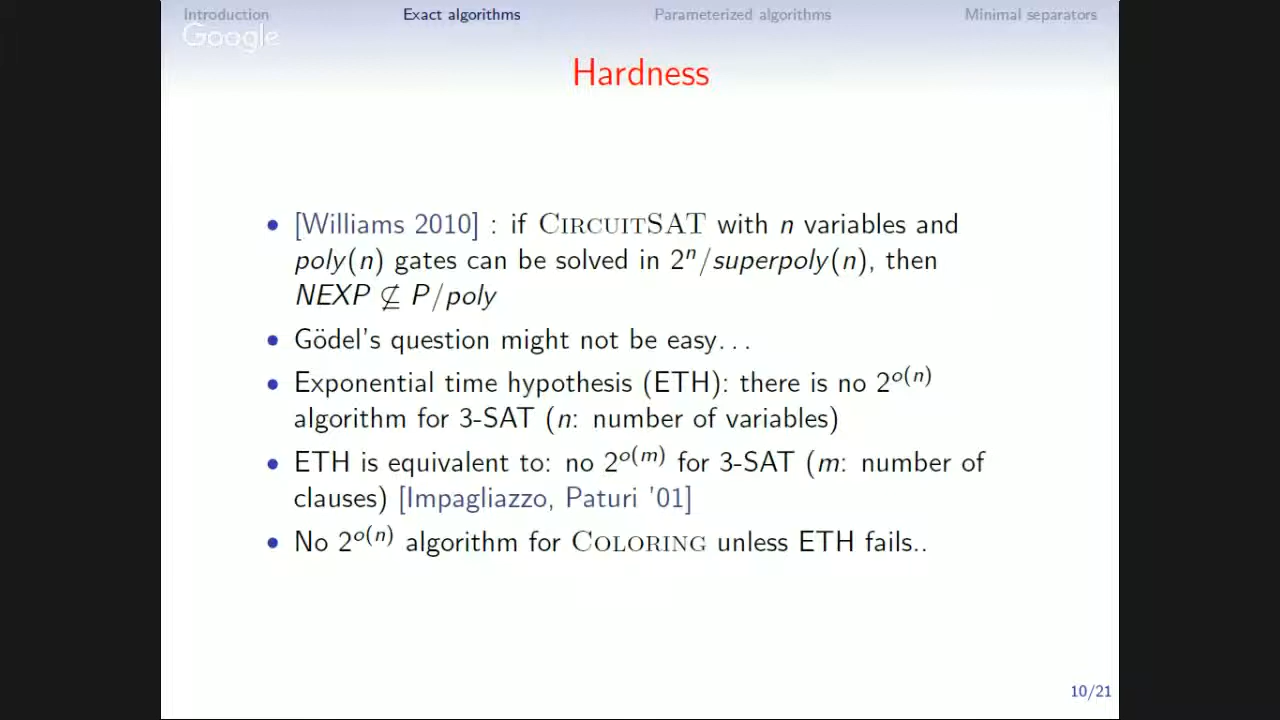 Introduction Exact algorithms Parameterized algorithms Minimal separators
Google
Hardness
• [Williams 2010] : if CIRCUITSAT with n variables and
poly(n) gates can be solved in 2ⁿ/superpoly(n), then
NEXP ⊈ P/poly
• Gödel's question might not be easy...
• Exponential time hypothesis (ETH): there is no 2^{o(n)}
algorithm for 3-SAT (n: number of variables)
• ETH is equivalent to: no 2^{o(m)} for 3-SAT (m: number of
clauses) [Impagliazzo, Paturi '01]
• No 2^{o(n)} algorithm for COLORING unless ETH fails..
10/21